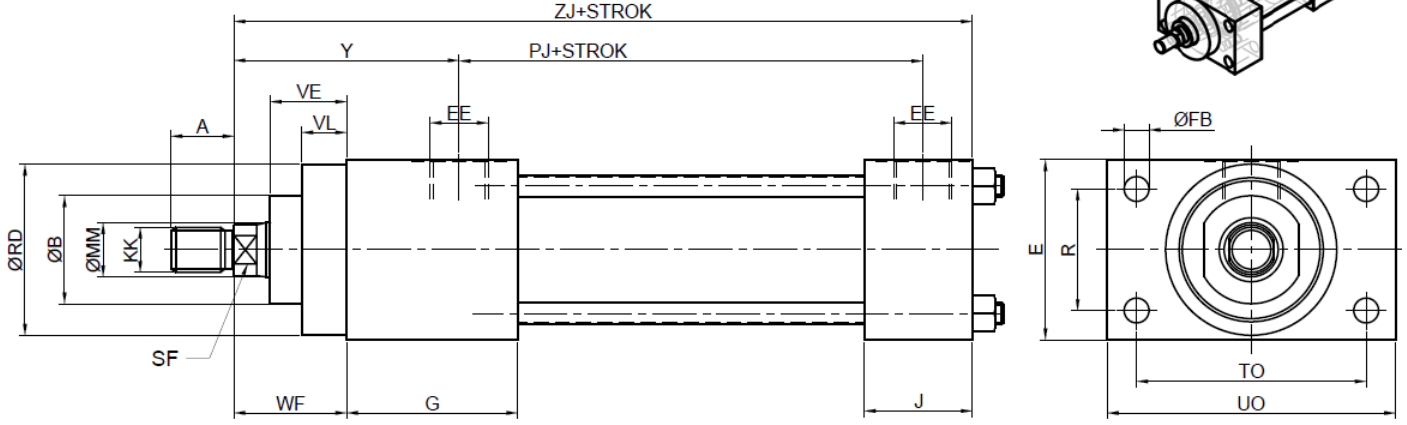 ZJ+STROK
Y
PJ+STROK
VE
EE
EE
A
VL
ØFB
ØRD
ØB
ØMM
KK
E
R
SF
WF
G
J
TO
UO